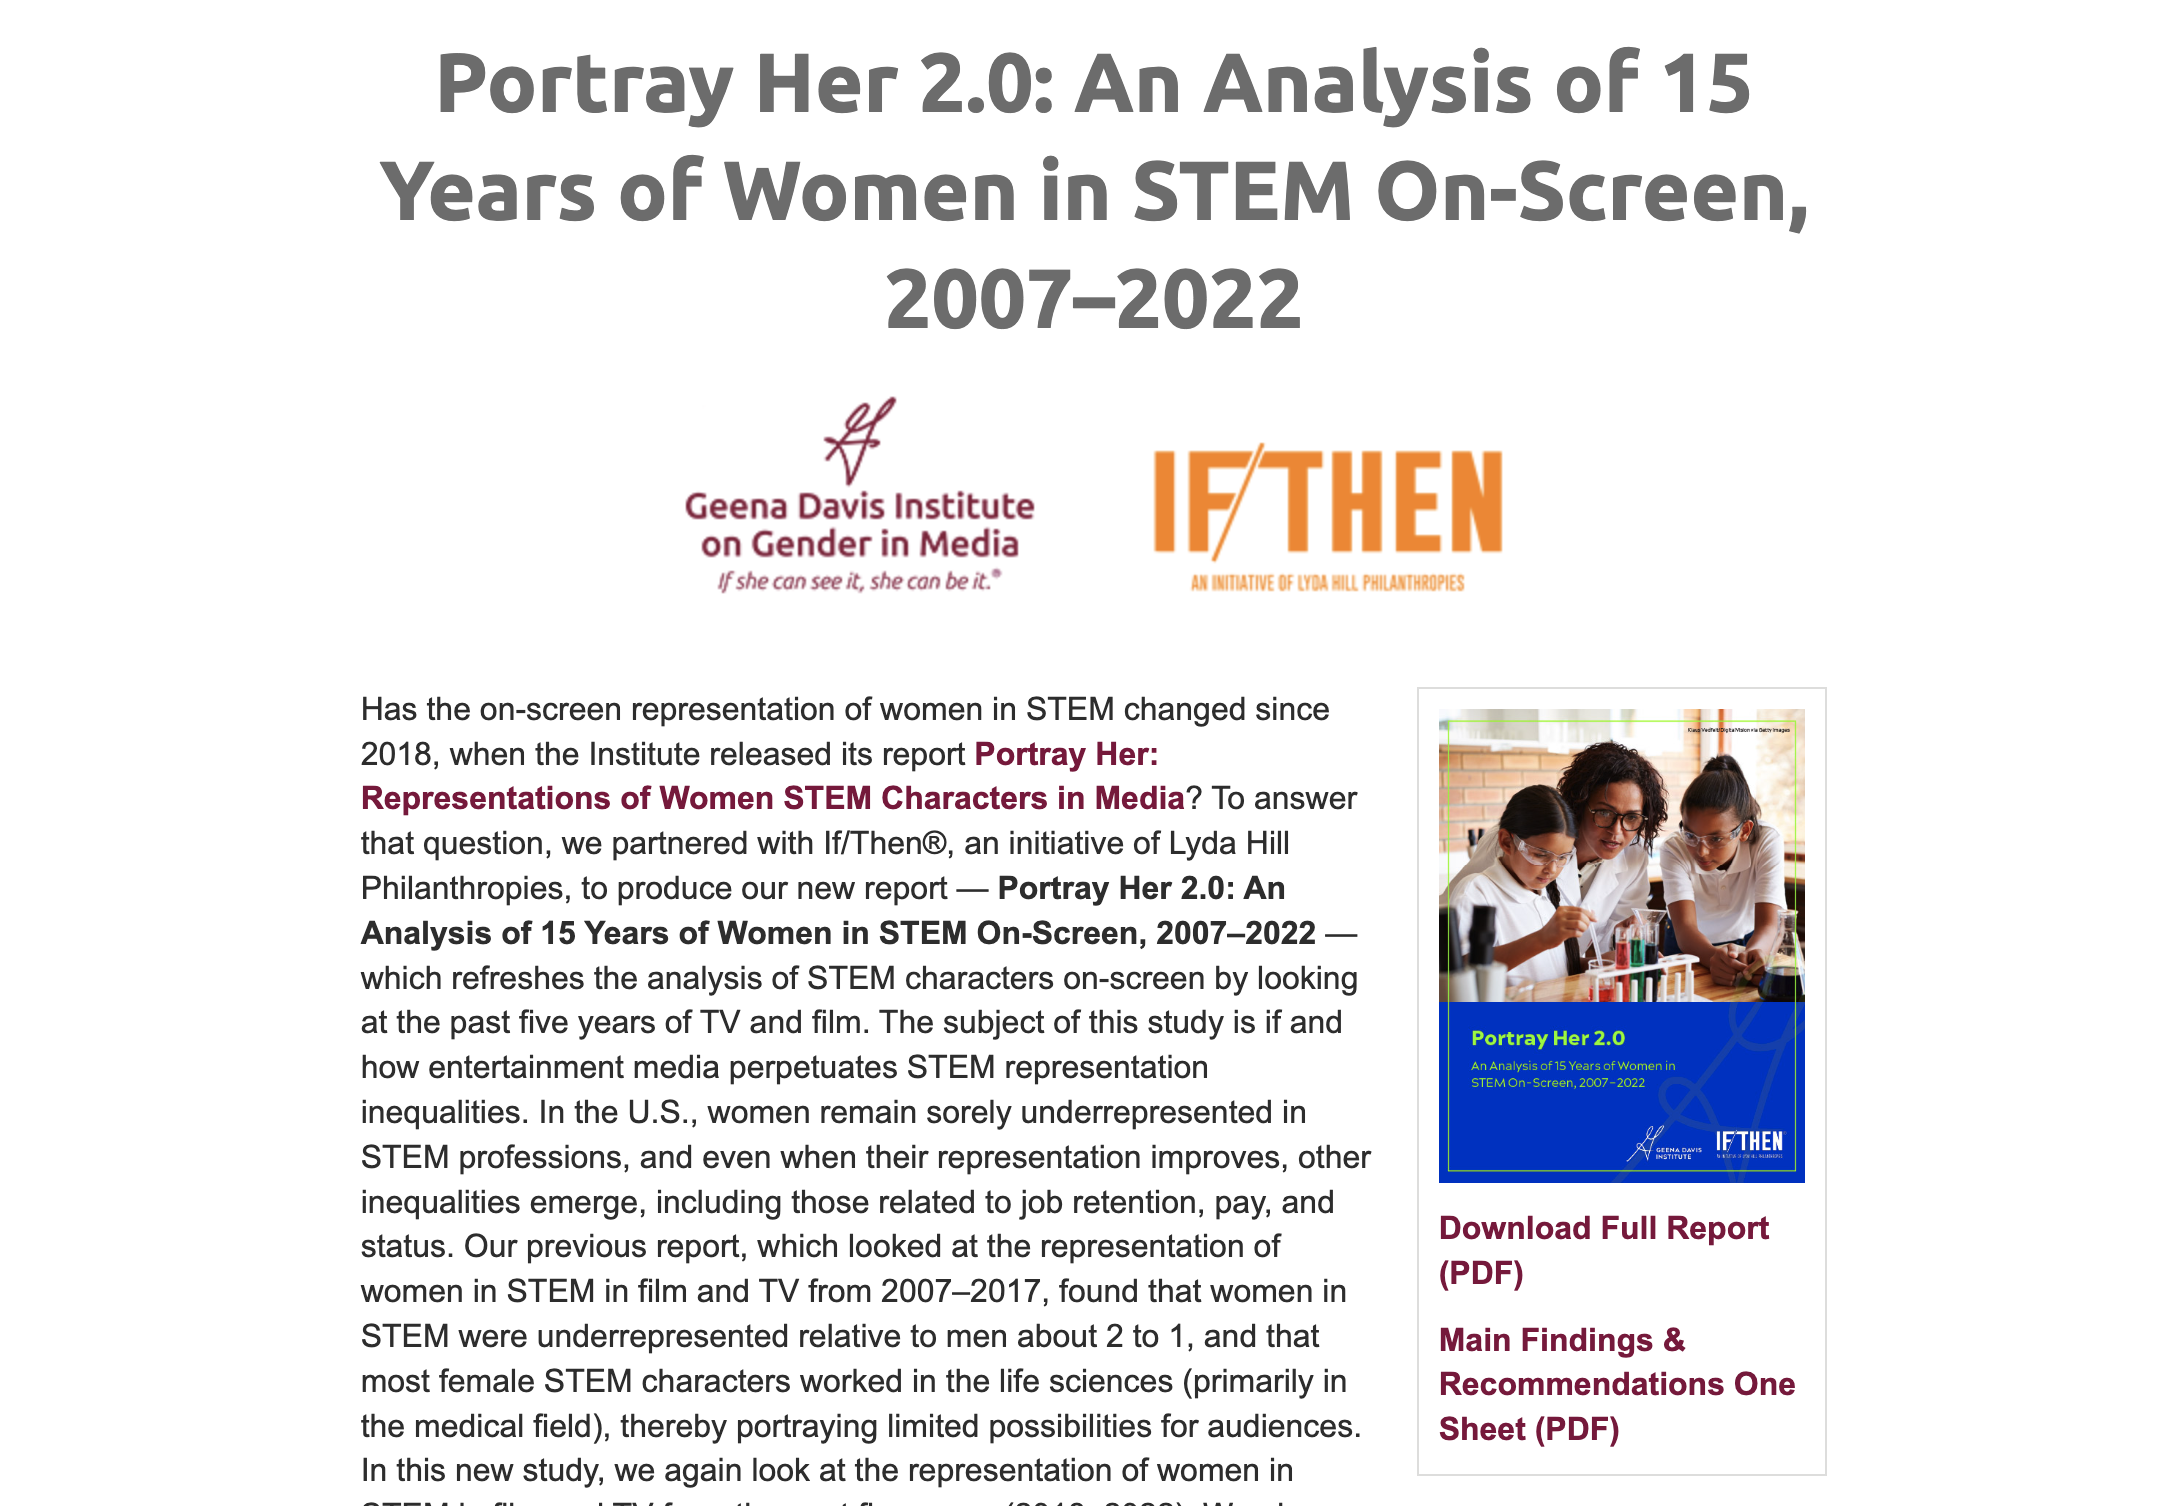 Portray Her 2.0: An Analysis of 15
Years of Women in STEM On-Screen,
2007–2022
Geena Davis Institute
on Gender in Media
If she can see it, she can be it.®
IF/THEN
AN INITIATIVE OF LYDA HILL PHILANTHROPIES
Has the on-screen representation of women in STEM changed since
2018, when the Institute released its report Portray Her:
Representations of Women STEM Characters in Media? To answer
that question, we partnered with If/Then®, an initiative of Lyda Hill
Philanthropies, to produce our new report — Portray Her 2.0: An
Analysis of 15 Years of Women in STEM On-Screen, 2007–2022 —
which refreshes the analysis of STEM characters on-screen by looking
at the past five years of TV and film. The subject of this study is if and
how entertainment media perpetuates STEM representation
inequalities. In the U.S., women remain sorely underrepresented in
STEM professions, and even when their representation improves, other
inequalities emerge, including those related to job retention, pay, and
status. Our previous report, which looked at the representation of
women in STEM in film and TV from 2007–2017, found that women in
STEM were underrepresented relative to men about 2 to 1, and that
most female STEM characters worked in the life sciences (primarily in
the medical field), thereby portraying limited possibilities for audiences.
In this new study, we again look at the representation of women in
Klaus Vedfelt/DigitalVision via Getty Images
Portray Her 2.0
An Analysis of 15 Years of Women in
STEM On-Screen, 2007–2022
GEENA DAVIS
INSTITUTE
IF/THEN
AN INITIATIVE OF LYDA HILL PHILANTHROPIES
Download Full Report
(PDF)
Main Findings &
Recommendations One
Sheet (PDF)